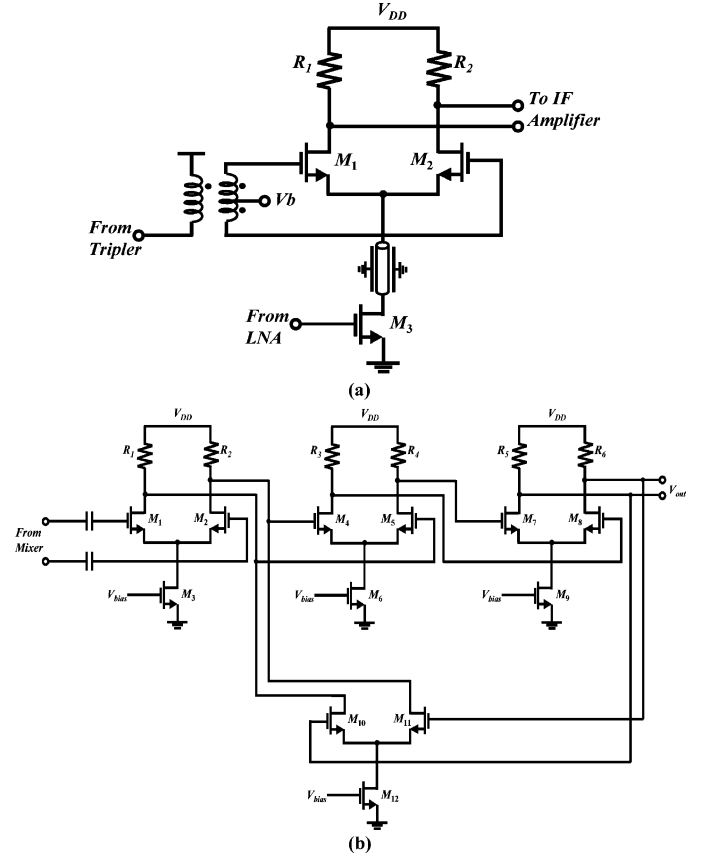 V_DD
R_1 R_2
To IF
Amplifier
M_1 M_2
Vb
From
Tripler
From
LNA
M_3
(a)
V_DD V_DD V_DD
R_1 R_2 R_3 R_4 R_5 R_6
V_out
M_1 M_2 M_4 M_5 M_7 M_8
From
Mixer
V_bias M_3 V_bias M_6 V_bias M_9
M_10 M_11
V_bias M_12
(b)